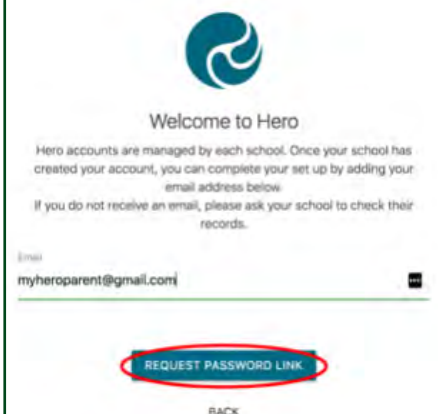 Welcome to Hero
Hero accounts are managed by each school. Once your school has
created your account, you can complete your set up by adding your
email address below.
If you do not receive an email, please ask your school to check their
records.
Email
myheroparent@gmail.com
REQUEST PASSWORD LINK
BACK